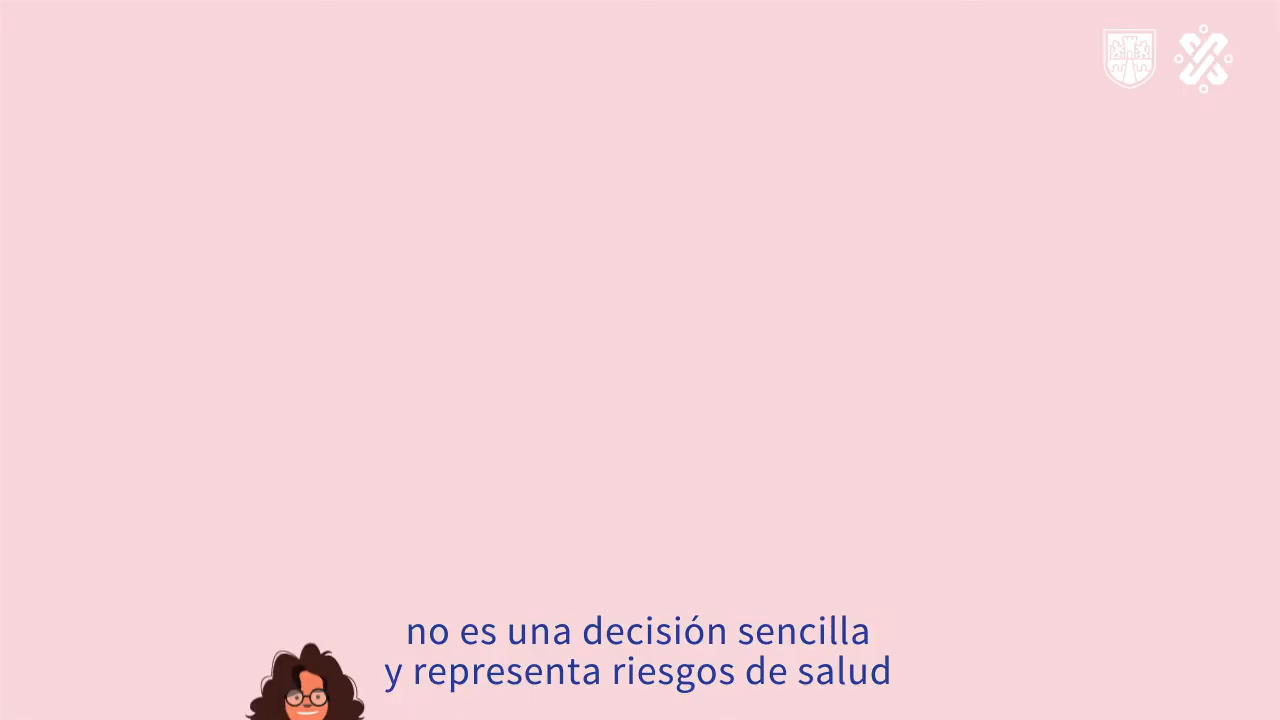 no es una decisión sencilla
y representa riesgos de salud